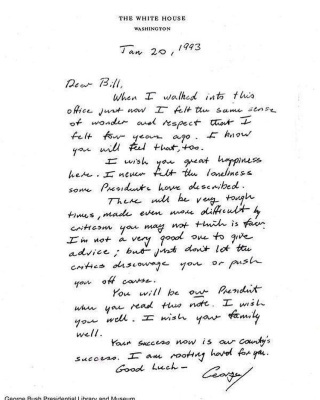 THE WHITE HOUSE
WASHINGTON
Jan 20, 1993
Dear Bill,
When I walked into this
office just now I felt the same sense
of wonder and respect that I
felt four years ago. I know
you will feel that, too.
I wish you great happiness
here. I never felt the loneliness
some Presidents have described.
There will be very tough
times, made even more difficult by
criticism you may not think is fair.
I'm not a very good one to give
advice; but just don't let the
critics discourage you or push
you off course.
You will be our President
when you read this note. I wish
you well. I wish your family
well.
Your success now is our country's
success. I am rooting hard for you.
Good Luck -
George
George Bush Presidential Library and Museum